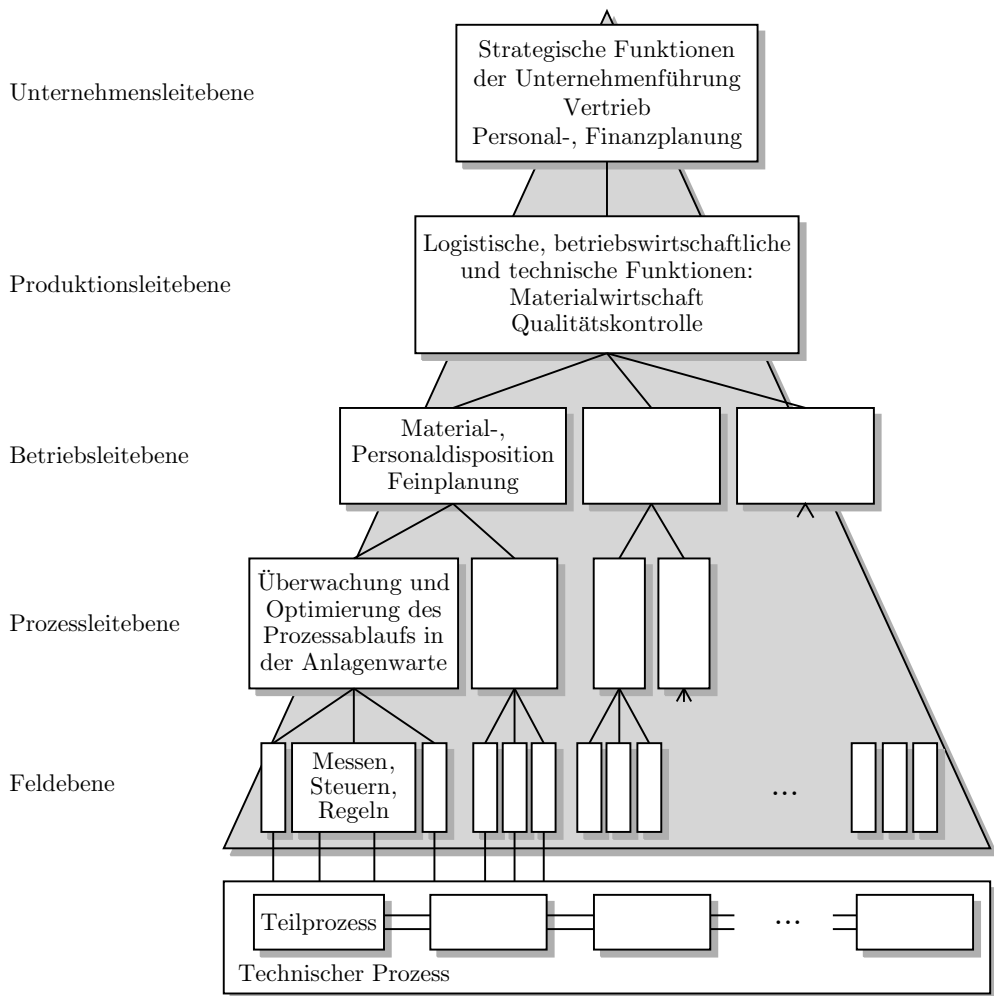 Unternehmensleitebene
Strategische Funktionen
der Unternehmenführung
Vertrieb
Personal-, Finanzplanung
Produktionsleitebene
Logistische, betriebswirtschaftliche
und technische Funktionen:
Materialwirtschaft
Qualitätskontrolle
Betriebsleitebene
Material-,
Personaldisposition
Feinplanung
Prozessleitebene
Überwachung und
Optimierung des
Prozessablaufs in
der Anlagenwarte
Feldebene
Messen,
Steuern,
Regeln
...
Teilprozess
...
Technischer Prozess